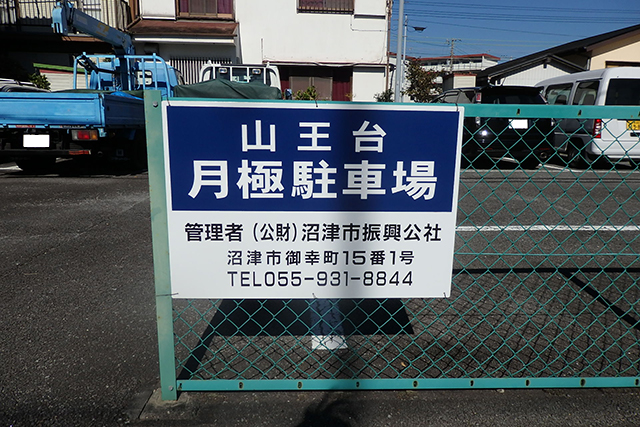 山王台
月極駐車場
管理者（公財）沼津市振興公社
沼津市御幸町15番1号
TEL055-931-8844